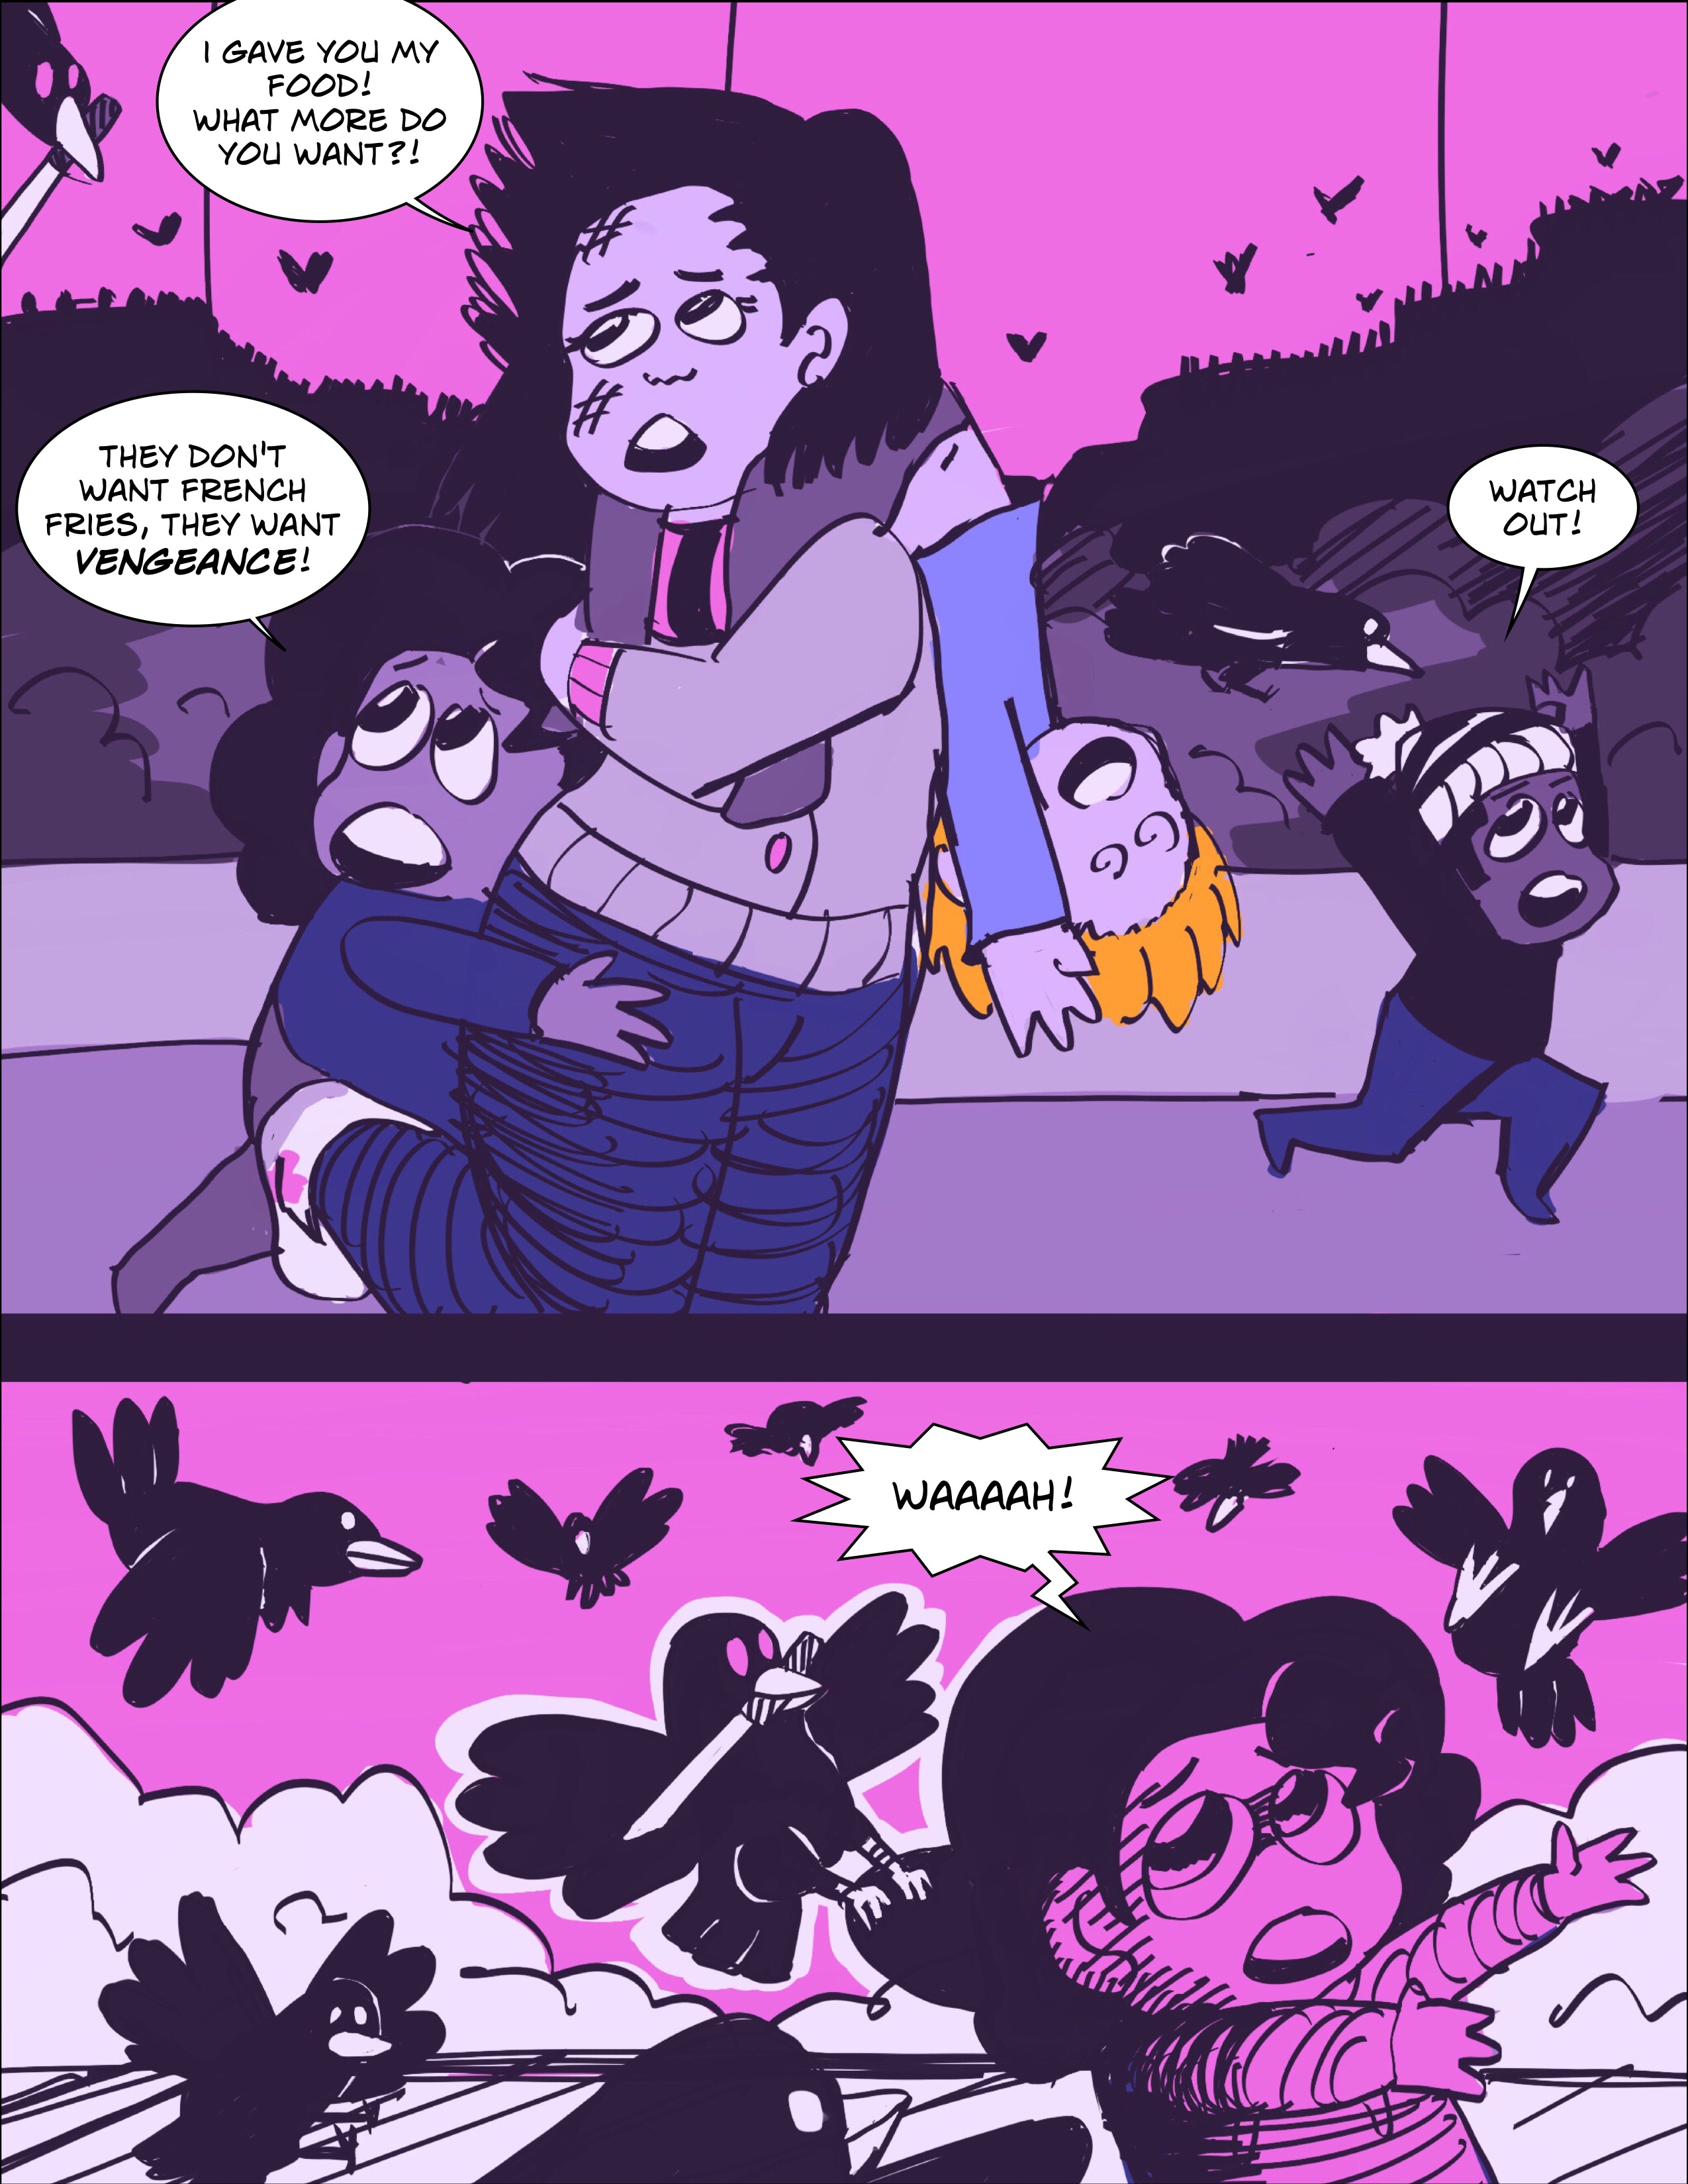 I GAVE YOU MY
FOOD!
WHAT MORE DO
YOU WANT?!
THEY DON'T
WANT FRENCH
FRIES, THEY WANT
VENGEANCE!
WATCH
OUT!
WAAAAH!